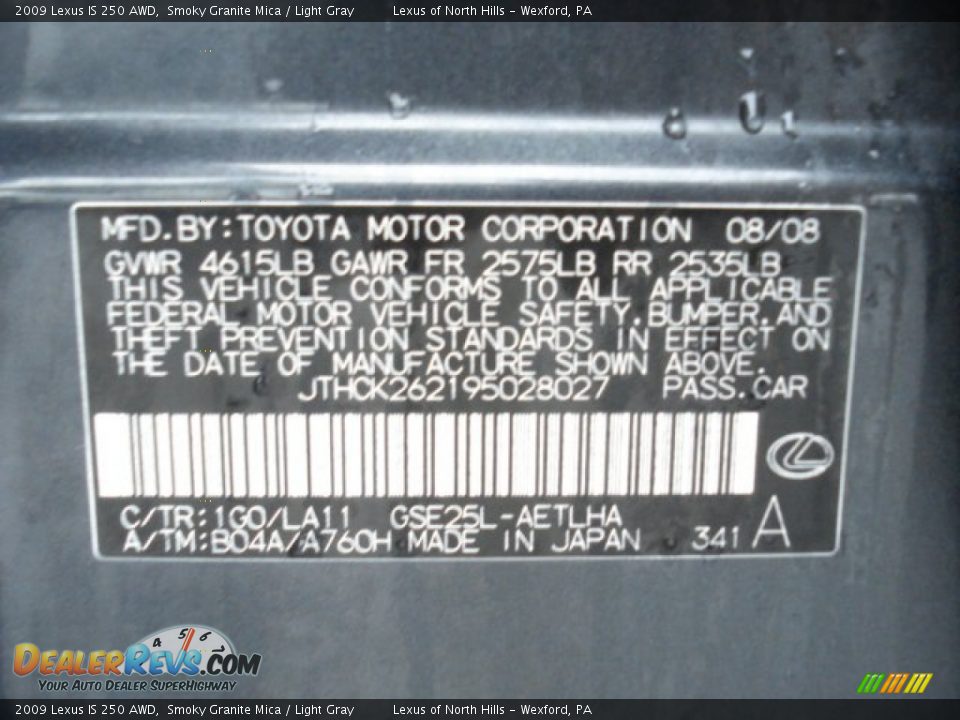 2009 Lexus IS 250 AWD, Smoky Granite Mica / Light Gray Lexus of North Hills - Wexford, PA
MFD.BY:TOYOTA MOTOR CORPORATION 08/08
GVWR 4615LB GAWR FR 2575LB RR 2535LB
THIS VEHICLE CONFORMS TO ALL APPLICABLE
FEDERAL MOTOR VEHICLE SAFETY,BUMPER,AND
THEFT PREVENTION STANDARDS IN EFFECT ON
THE DATE OF MANUFACTURE SHOWN ABOVE.
JTHCK262195028027 PASS.CAR
C/TR:1G0/LA11 GSE25L-AETLHA
A/TM:B04A/A760H MADE IN JAPAN 341 A
4 5 6 7
DEALERREVS.COM
YOUR AUTO DEALER SUPERHIGHWAY
2009 Lexus IS 250 AWD, Smoky Granite Mica / Light Gray Lexus of North Hills - Wexford, PA